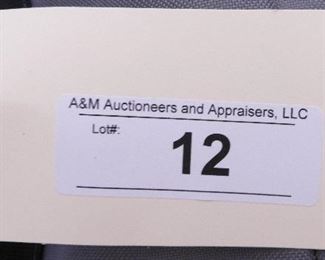 A&M Auctioneers and Appraisers, LLC
Lot#:
12